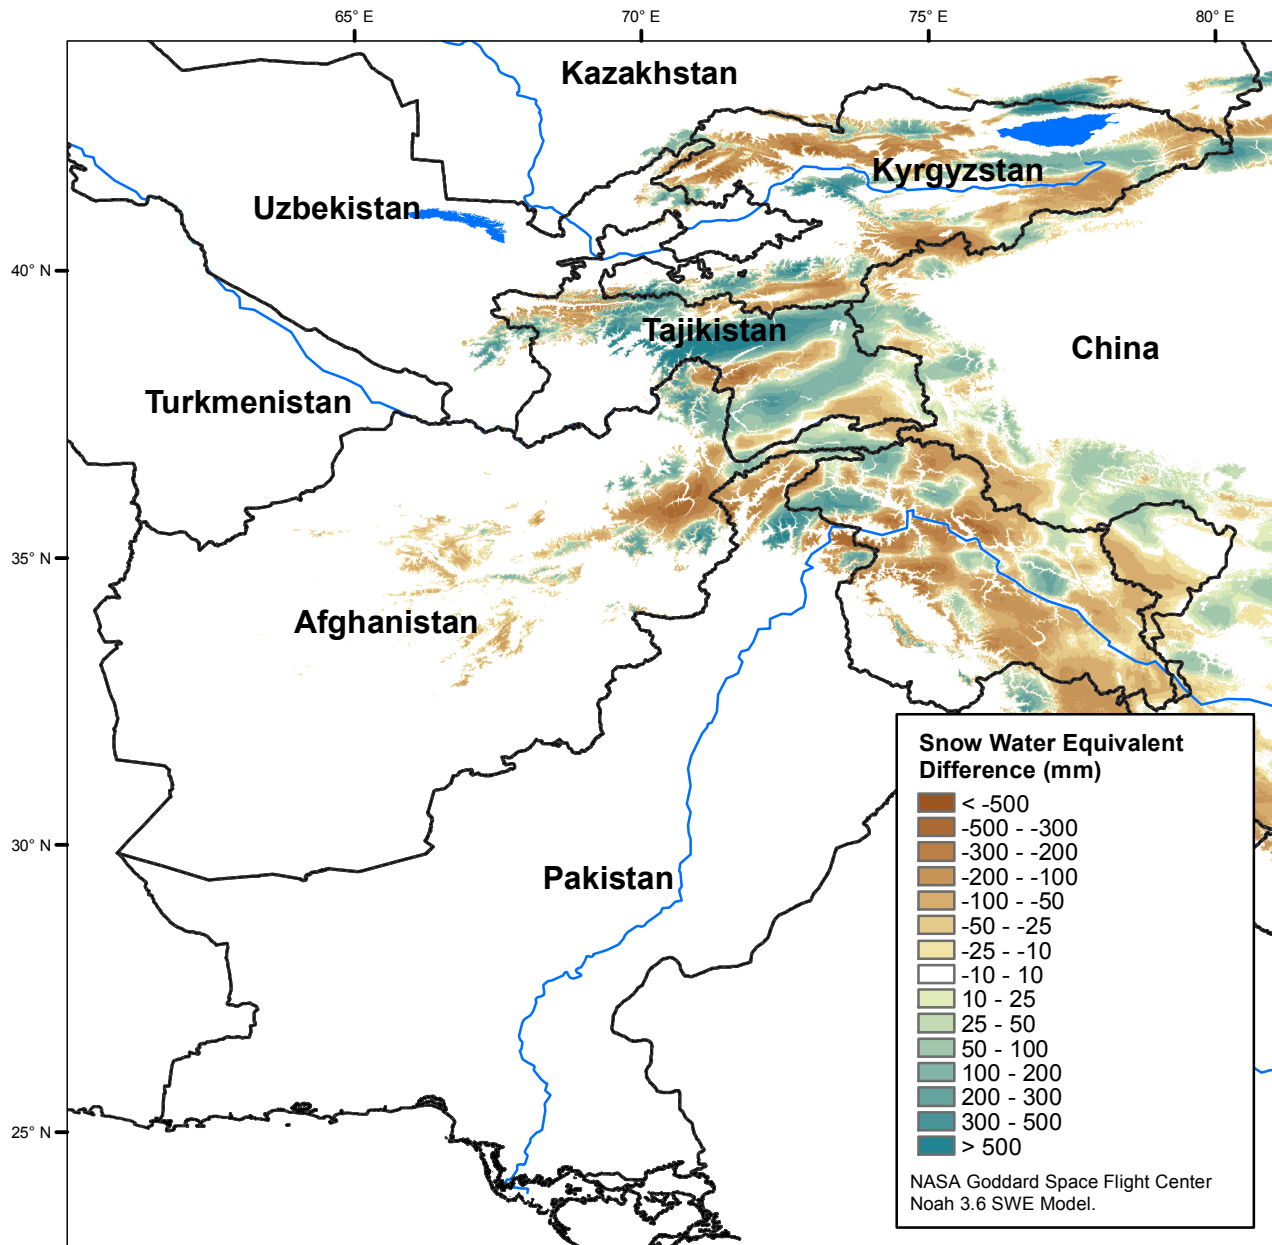 65° E
70° E
75° E
80° E
Kazakhstan
Kyrgyzstan
Uzbekistan
40° N
Tajikistan
China
Turkmenistan
35° N
Afghanistan
Snow Water Equivalent
Difference (mm)
< -500
-500 - -300
-300 - -200
-200 - -100
-100 - -50
-50 - -25
-25 - -10
-10 - 10
10 - 25
25 - 50
50 - 100
100 - 200
200 - 300
300 - 500
> 500
NASA Goddard Space Flight Center
Noah 3.6 SWE Model.
30° N
Pakistan
25° N